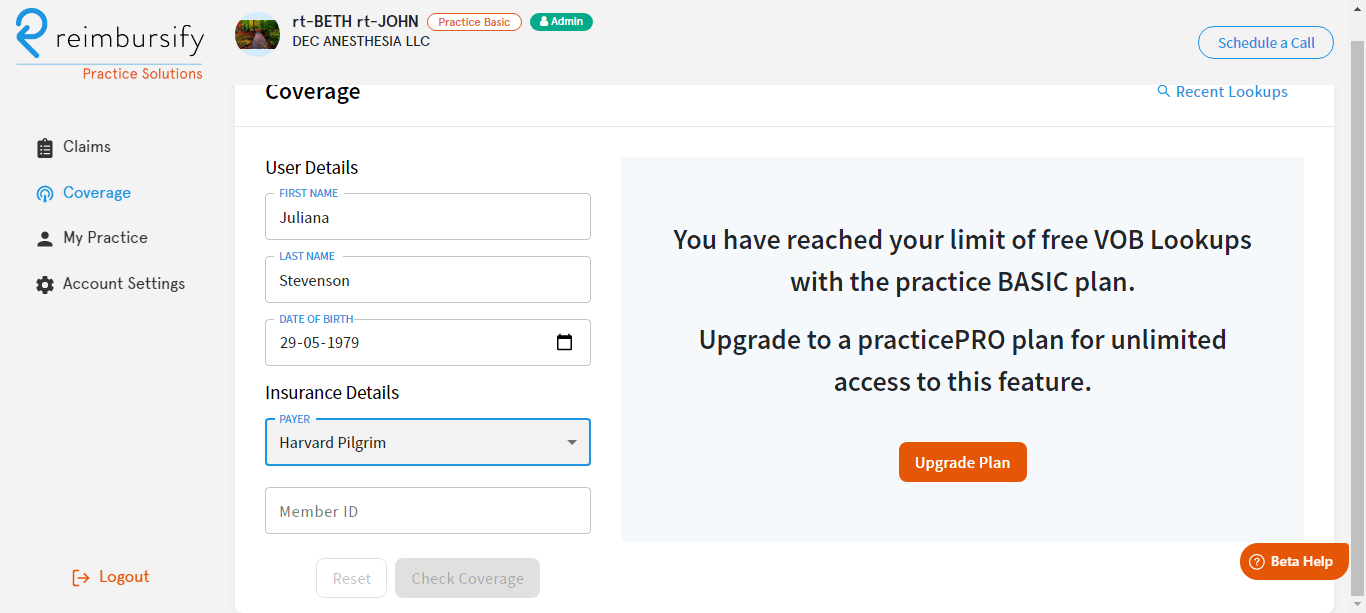 reimbursify
Practice Solutions
rt-BETH rt-JOHN
Practice Basic
Admin
DEC ANESTHESIA LLC
Schedule a Call
Claims
Coverage
My Practice
Account Settings
Logout
Coverage
Recent Lookups
User Details
FIRST NAME
Juliana
LAST NAME
Stevenson
DATE OF BIRTH
29-05-1979
Insurance Details
PAYER
Harvard Pilgrim
Member ID
Reset
Check Coverage
You have reached your limit of free VOB Lookups
with the practice BASIC plan.
Upgrade to a practicePRO plan for unlimited
access to this feature.
Upgrade Plan
Beta Help